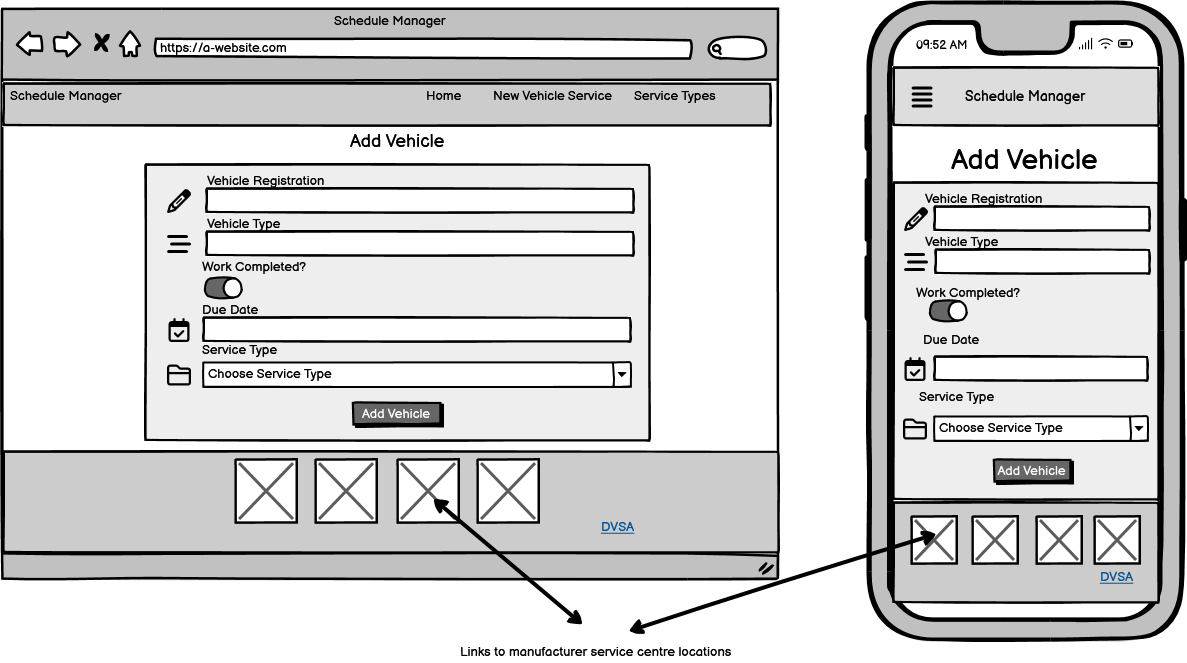 Schedule Manager
https://a-website.com
Schedule Manager Home New Vehicle Service Service Types
Add Vehicle
Vehicle Registration
Vehicle Type
Work Completed?
Due Date
Service Type
Choose Service Type
Add Vehicle
DVSA
09:52 AM
Schedule Manager
Add Vehicle
Vehicle Registration
Vehicle Type
Work Completed?
Due Date
Service Type
Choose Service Type
Add Vehicle
DVSA
Links to manufacturer service centre locations